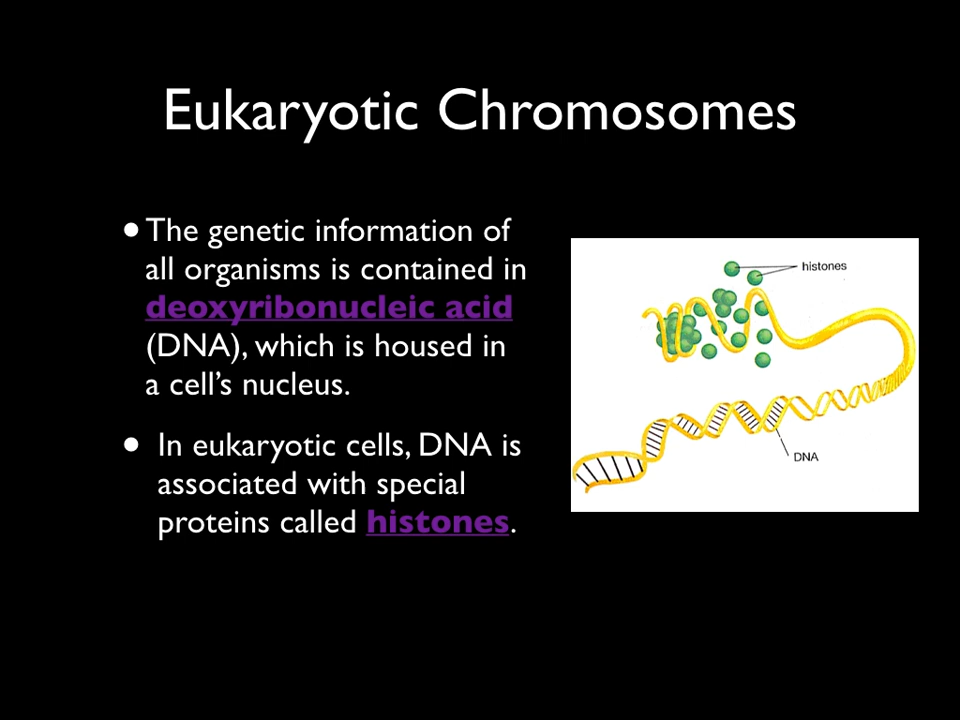 Eukaryotic Chromosomes
• The genetic information of
all organisms is contained in
deoxyribonucleic acid
(DNA), which is housed in
a cell’s nucleus.
• In eukaryotic cells, DNA is
associated with special
proteins called histones.
histones
DNA